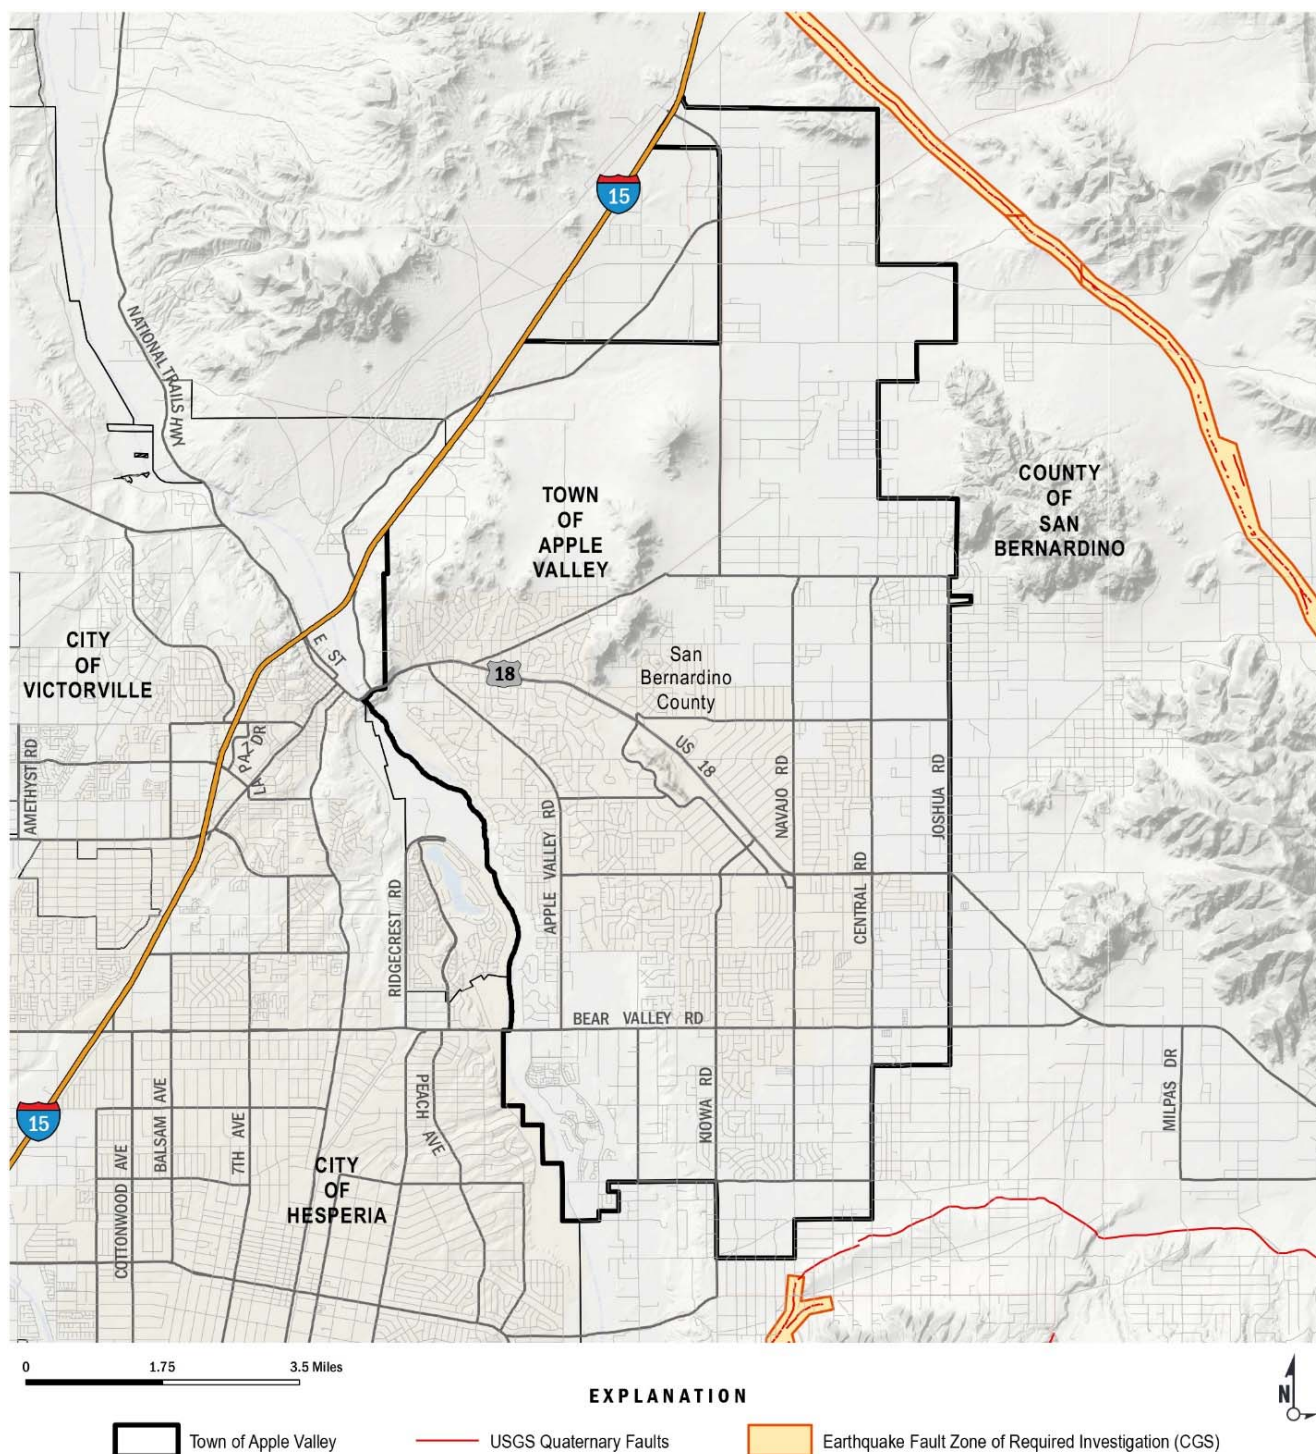 15
NATIONAL TRAILS HWY
TOWN
OF
APPLE
VALLEY
COUNTY
OF
SAN
BERNARDINO
CITY
OF
VICTORVILLE
E ST
18
San
Bernardino
County
US 18
AMETHYST RD
LA PAZ DR
NAVAJO RD
JOSHUA RD
APPLE VALLEY RD
CENTRAL RD
RIDGECREST RD
BEAR VALLEY RD
15
COTTONWOOD AVE
BALSAM AVE
7TH AVE
PEACH AVE
KIOWA RD
MILPAS DR
CITY
OF
HESPERIA
0 1.75 3.5 Miles
N
EXPLANATION
Town of Apple Valley
USGS Quaternary Faults
Earthquake Fault Zone of Required Investigation (CGS)